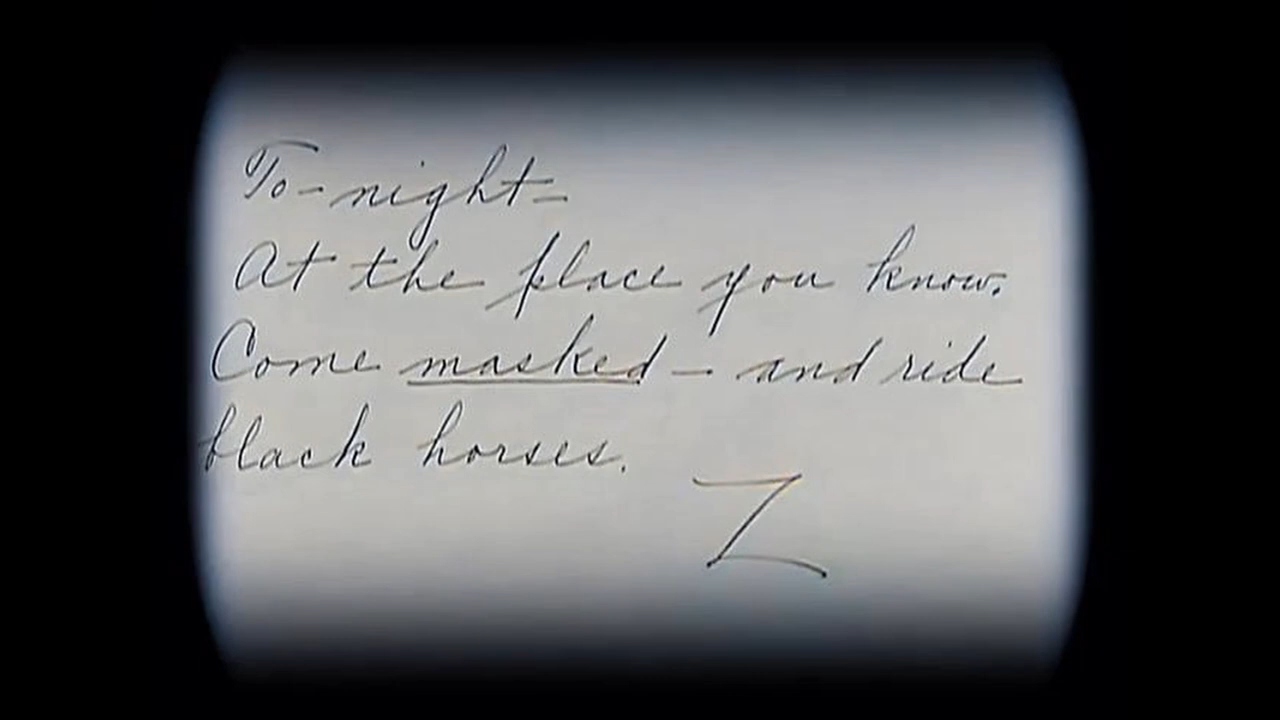 To-night—
At the place you know.
Come masked — and ride
black horses.
Z